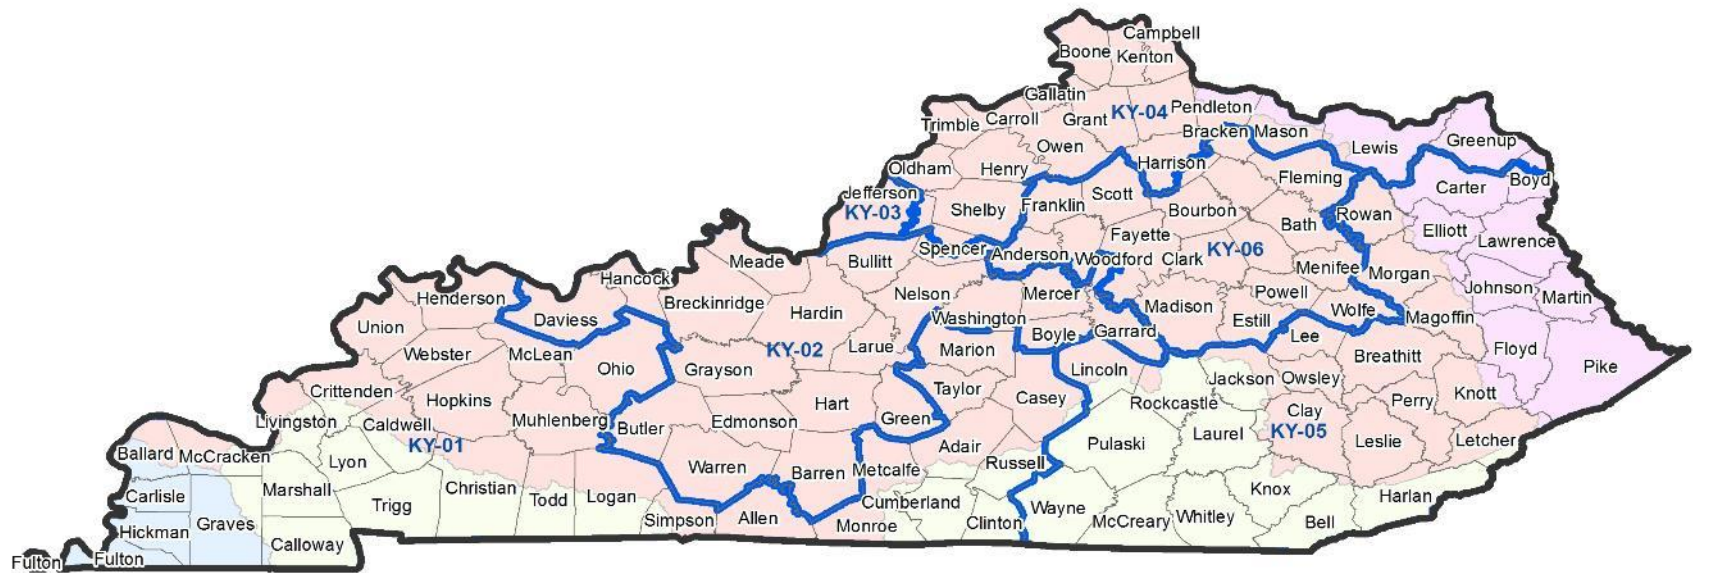 Campbell
Boone
Kenton
Gallatin
Pendleton
KY-04
Trimble
Carroll
Grant
Bracken
Mason
Greenup
Owen
Lewis
Oldham
Henry
Harrison
Fleming
Boyd
Carter
Jefferson
Scott
KY-03
Shelby
Franklin
Bourbon
Rowan
Bath
Elliott
Fayette
Lawrence
Spencer
Anderson
Woodford
Clark
KY-06
Meade
Bullitt
Menifee
Morgan
Hancock
Nelson
Mercer
Powell
Johnson
Martin
Henderson
Breckinridge
Hardin
Washington
Madison
Wolfe
Magoffin
Union
Daviess
Boyle
Garrard
Estill
Lee
Webster
McLean
KY-02
Larue
Marion
Breathitt
Floyd
Pike
Ohio
Grayson
Lincoln
Jackson
Owsley
Crittenden
Hopkins
Hart
Taylor
Casey
Rockcastle
Perry
Knott
Livingston
Caldwell
Muhlenberg
Butler
Edmonson
Green
Clay
KY-05
KY-01
Adair
Pulaski
Laurel
Leslie
Letcher
Ballard
McCracken
Lyon
Warren
Barren
Metcalfe
Russell
Carlisle
Marshall
Christian
Todd
Logan
Knox
Harlan
Trigg
Cumberland
Wayne
Hickman
Graves
Simpson
Allen
Monroe
Clinton
McCreary
Whitley
Bell
Calloway
Fulton
Fulton